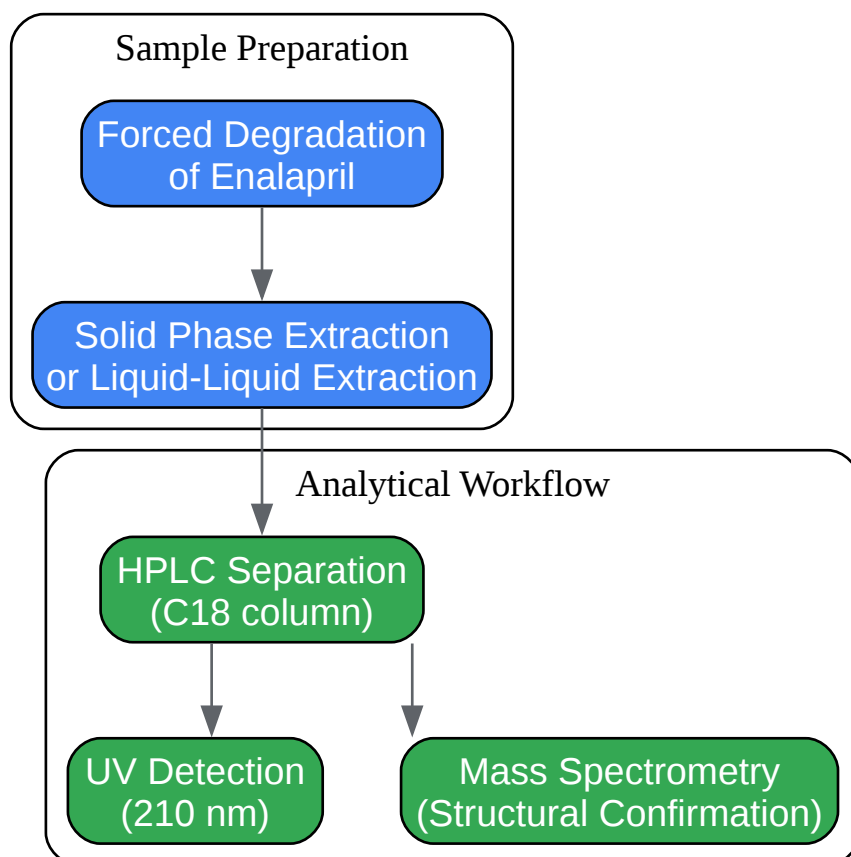 Sample Preparation
Forced Degradation
of Enalapril
Solid Phase Extraction
or Liquid-Liquid Extraction
Analytical Workflow
HPLC Separation
(C18 column)
UV Detection
(210 nm)
Mass Spectrometry
(Structural Confirmation)